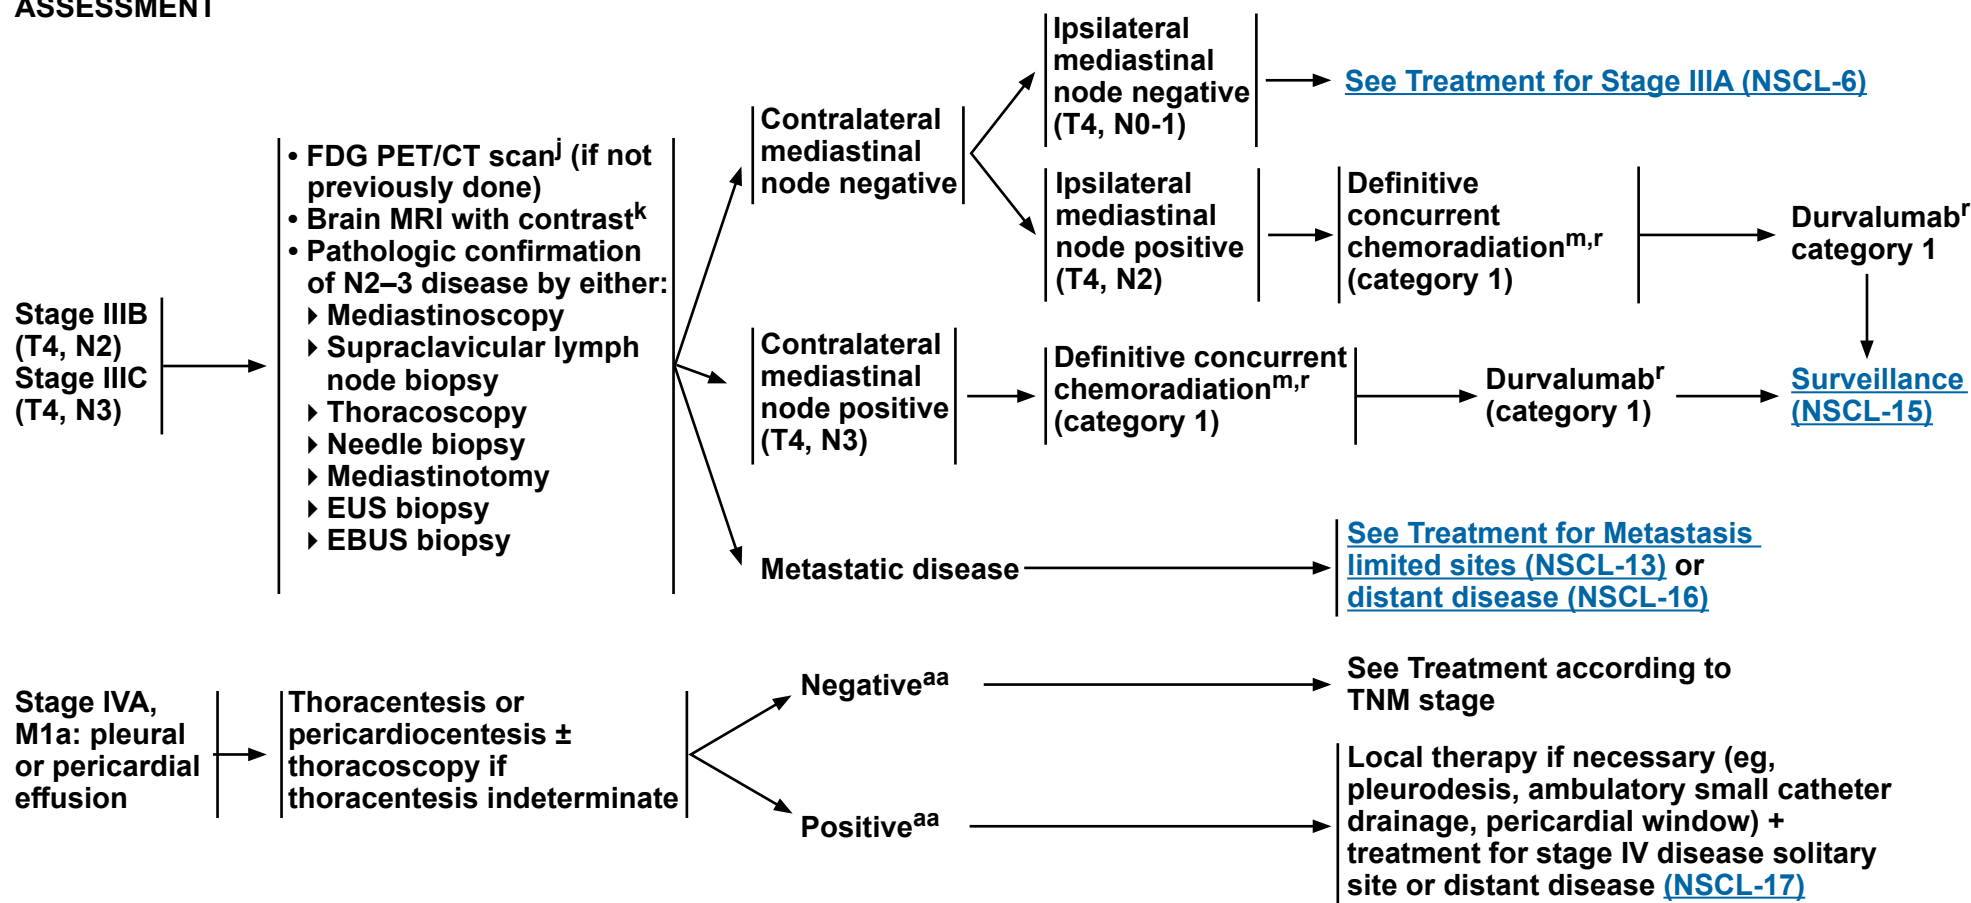 ASSESSMENT
Stage IIIB
(T4, N2)
Stage IIIC
(T4, N3)
• FDG PET/CT scanj (if not
previously done)
• Brain MRI with contrastk
• Pathologic confirmation
of N2–3 disease by either:
Mediastinoscopy
Supraclavicular lymph
node biopsy
Thoracoscopy
Needle biopsy
Mediastinotomy
EUS biopsy
EBUS biopsy
Contralateral
mediastinal
node negative
Ipsilateral
mediastinal
node negative
(T4, N0-1)
See Treatment for Stage IIIA (NSCL-6)
Ipsilateral
mediastinal
node positive
(T4, N2)
Definitive
concurrent
chemoradiationm,r
(category 1)
Durvalumabr
category 1
Contralateral
mediastinal
node positive
(T4, N3)
Definitive concurrent
chemoradiationm,r
(category 1)
Durvalumabr
(category 1)
Surveillance
(NSCL-15)
Metastatic disease
See Treatment for Metastasis
limited sites (NSCL-13) or
distant disease (NSCL-16)
Stage IVA,
M1a: pleural
or pericardial
effusion
Thoracentesis or
pericardiocentesis ±
thoracoscopy if
thoracentesis indeterminate
Negativeaa
See Treatment according to
TNM stage
Positiveaa
Local therapy if necessary (eg,
pleurodesis, ambulatory small catheter
drainage, pericardial window) +
treatment for stage IV disease solitary
site or distant disease (NSCL-17)